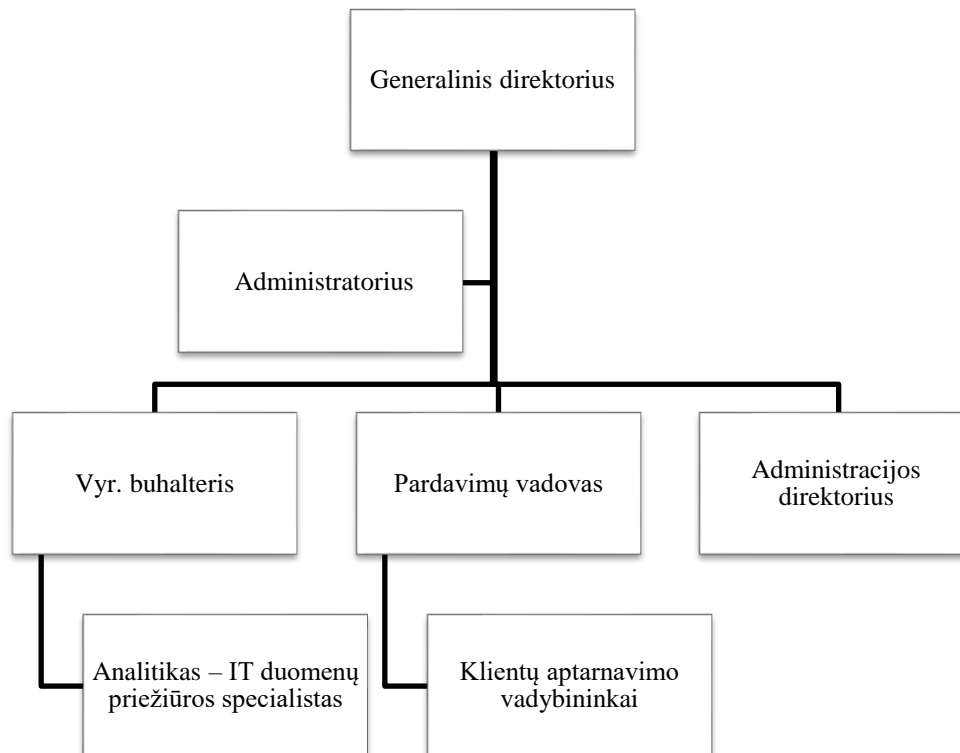 Generalinis direktorius
Administratorius
Vyr. buhalteris
Pardavimų vadovas
Administracijos
direktorius
Analitikas – IT duomenų
priežiūros specialistas
Klientų aptarnavimo
vadybininkai